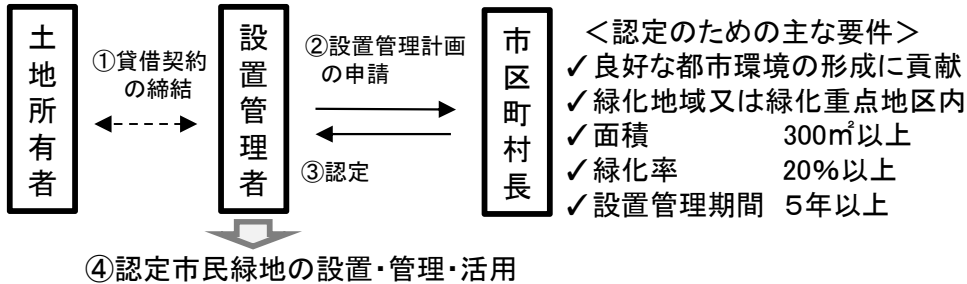 土地所有者
①貸借契約
の締結
設置管理者
②設置管理計画
の申請
③認定
市区町村長
＜認定のための主な要件＞
✓良好な都市環境の形成に貢献
✓緑化地域又は緑化重点地区内
✓面積　　　300㎡以上
✓緑化率　　20％以上
✓設置管理期間　５年以上
④認定市民緑地の設置・管理・活用